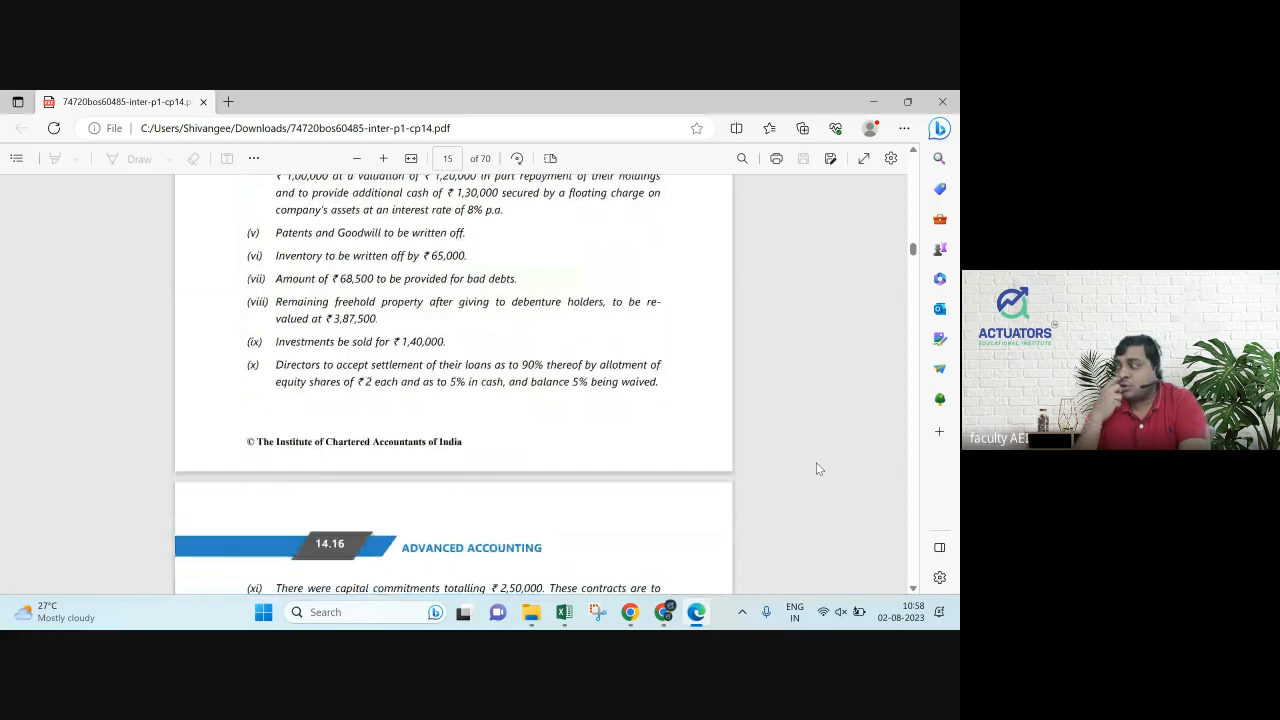 74720bos60485-inter-p1-cp14.p
File
C:/Users/Shivangee/Downloads/74720bos60485-inter-p1-cp14.pdf
Draw
15 of 70
₹ 1,00,000 at a valuation of ₹ 1,20,000 in part repayment of their holdings
and to provide additional cash of ₹ 1,30,000 secured by a floating charge on
company's assets at an interest rate of 8% p.a.
(v) Patents and Goodwill to be written off.
(vi) Inventory to be written off by ₹ 65,000.
(vii) Amount of ₹ 68,500 to be provided for bad debts.
(viii) Remaining freehold property after giving to debenture holders, to be re-
valued at ₹ 3,87,500.
(ix) Investments be sold for ₹ 1,40,000.
(x) Directors to accept settlement of their loans as to 90% thereof by allotment of
equity shares of ₹ 2 each and as to 5% in cash, and balance 5% being waived.
© The Institute of Chartered Accountants of India
14.16
ADVANCED ACCOUNTING
(xi) There were capital commitments totalling ₹ 2,50,000. These contracts are to
ACTUATORS
EDUCATIONAL INSTITUTE
faculty AEI
27°C
Mostly cloudy
Search
ENG
IN
10:58
02-08-2023